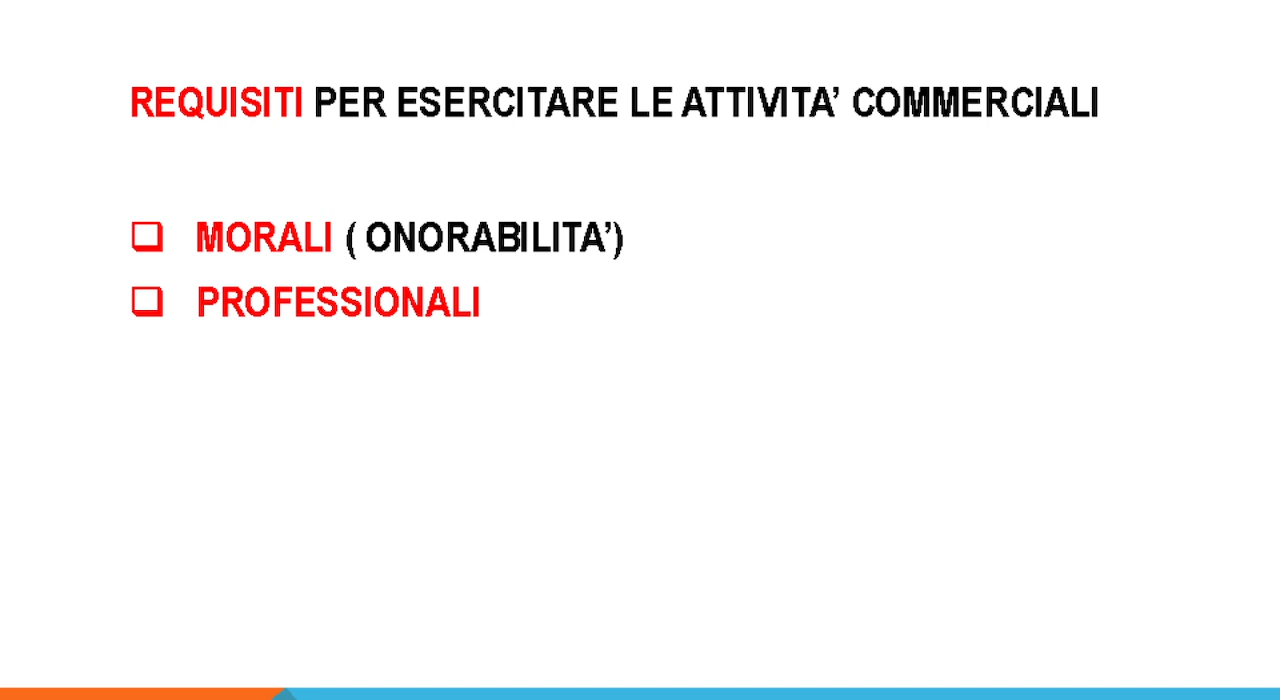 REQUISITI PER ESERCITARE LE ATTIVITA’ COMMERCIALI
❑ MORALI ( ONORABILITA’)
❑ PROFESSIONALI